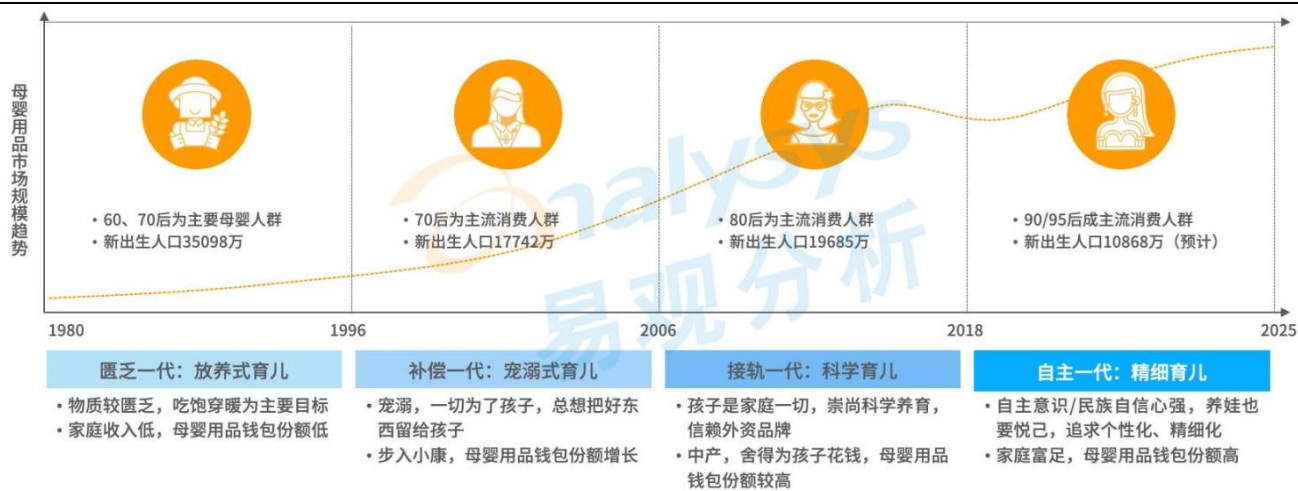 母婴用品市场规模趋势
• 60、70后为主要母婴人群
• 新出生人口35098万
• 70后为主流消费人群
• 新出生人口17742万
• 80后为主流消费人群
• 新出生人口19685万
• 90/95后成主流消费人群
• 新出生人口10868万（预计）
nalysys
易观分析
1980
1996
2006
2018
2025
匮乏一代：放养式育儿
• 物质较匮乏，吃饱穿暖为主要目标
• 家庭收入低，母婴用品钱包份额低
补偿一代：宠溺式育儿
• 宠溺，一切为了孩子，总想把好东
西留给孩子
• 步入小康，母婴用品钱包份额增长
接轨一代：科学育儿
• 孩子是家庭一切，崇尚科学养育，
信赖外资品牌
• 中产，舍得为孩子花钱，母婴用品
钱包份额较高
自主一代：精细育儿
• 自主意识/民族自信心强，养娃也
要悦己，追求个性化、精细化
• 家庭富足，母婴用品钱包份额高